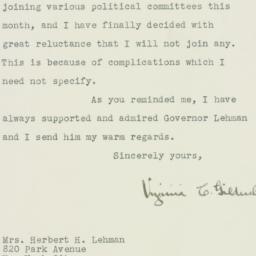 joining various political committees this
month, and I have finally decided with
great reluctance that I will not join any.
This is because of complications which I
need not specify.
As you reminded me, I have
always supported and admired Governor Lehman
and I send him my warm regards.
Sincerely yours,
Virginia C. Gildersl
Mrs. Herbert H. Lehman
820 Park Avenue